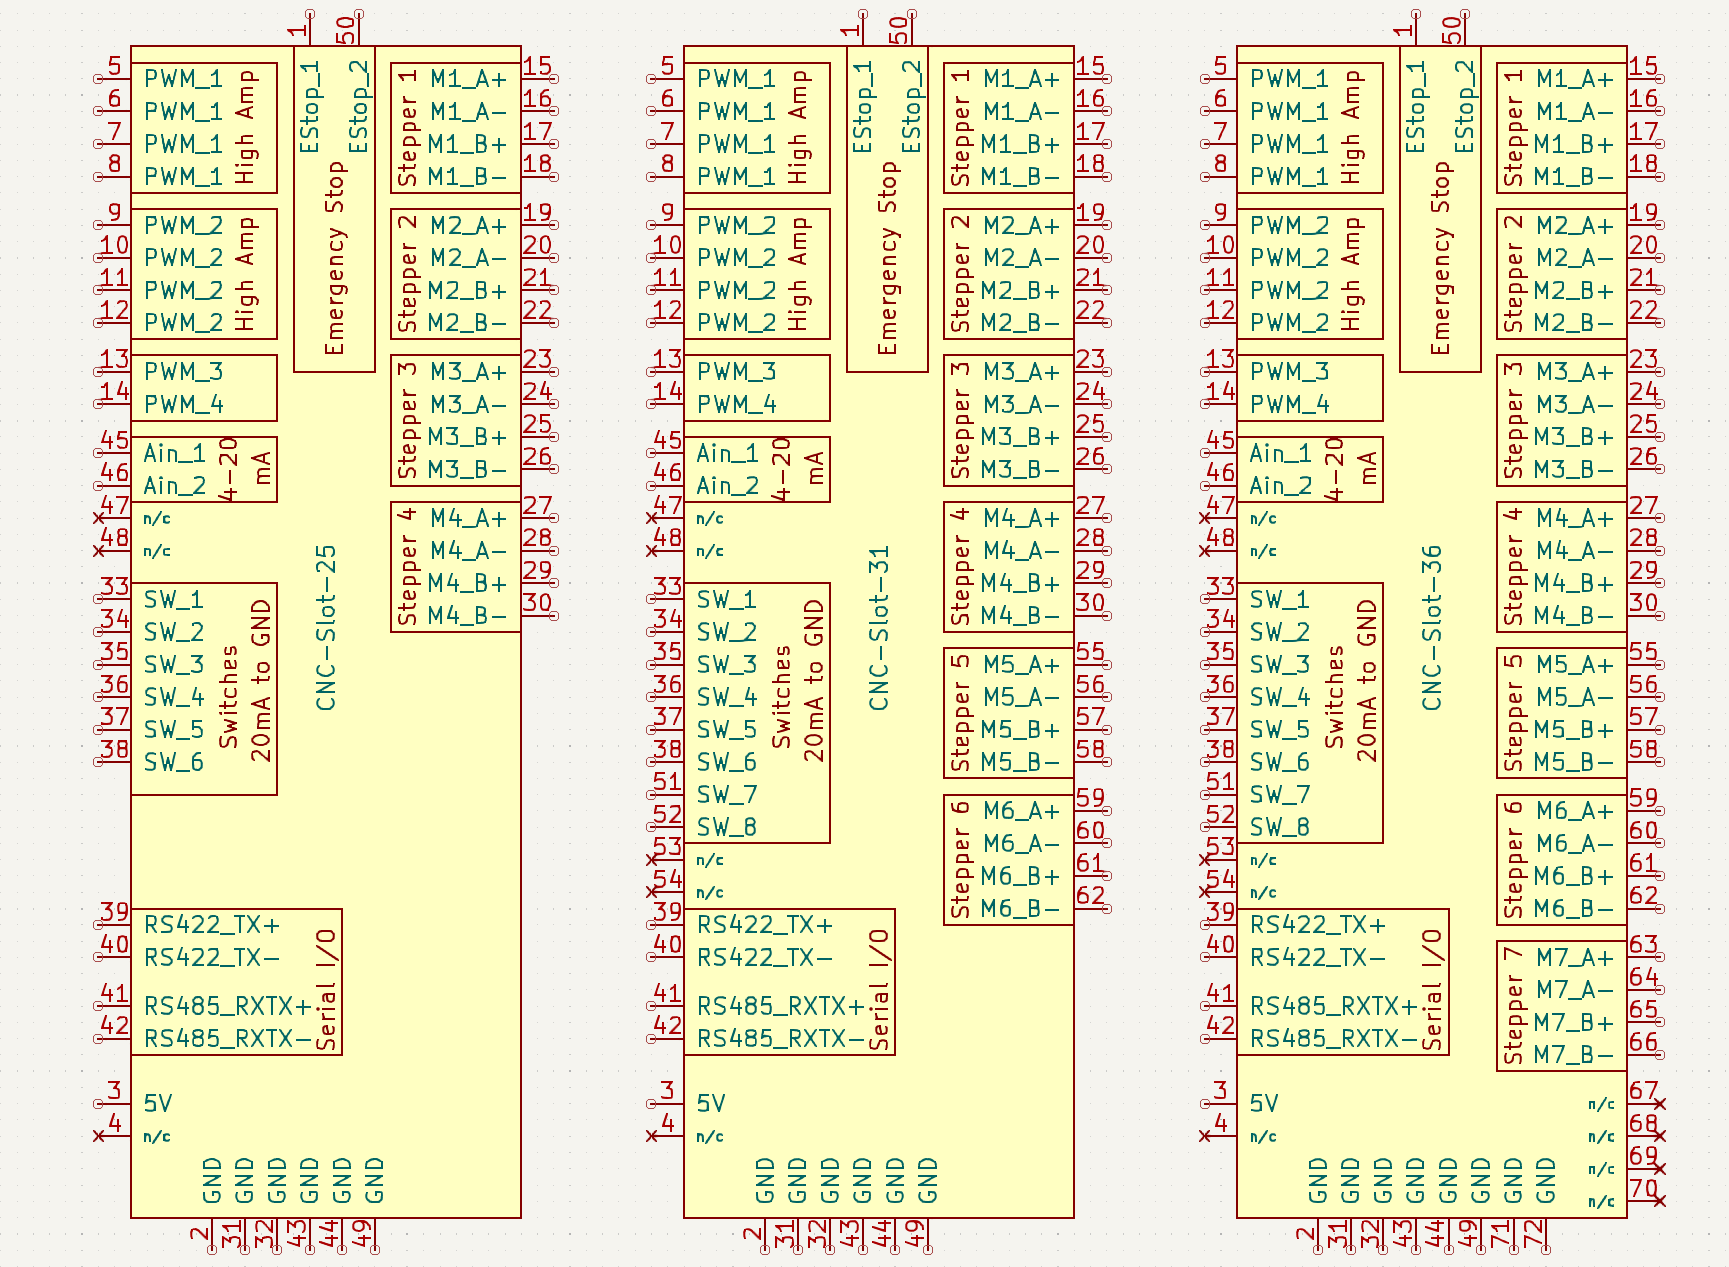 1 50
EStop_1 EStop_2
Emergency Stop
5 PWM_1
6 PWM_1
7 PWM_1
8 PWM_1
High Amp
9 PWM_2
10 PWM_2
11 PWM_2
12 PWM_2
High Amp
13 PWM_3
14 PWM_4
45 Ain_1
46 Ain_2
4-20
mA
47 n/c
48 n/c
33 SW_1
34 SW_2
35 SW_3
36 SW_4
37 SW_5
38 SW_6
Switches
20mA to GND
39 RS422_TX+
40 RS422_TX-
41 RS485_RXTX+
42 RS485_RXTX-
Serial I/O
3 5V
4 n/c
CNC-Slot-25
Stepper 1
M1_A+ 15
M1_A- 16
M1_B+ 17
M1_B- 18
Stepper 2
M2_A+ 19
M2_A- 20
M2_B+ 21
M2_B- 22
Stepper 3
M3_A+ 23
M3_A- 24
M3_B+ 25
M3_B- 26
Stepper 4
M4_A+ 27
M4_A- 28
M4_B+ 29
M4_B- 30
GND GND GND GND GND GND
2 31 32 43 44 49
1 50
EStop_1 EStop_2
Emergency Stop
5 PWM_1
6 PWM_1
7 PWM_1
8 PWM_1
High Amp
9 PWM_2
10 PWM_2
11 PWM_2
12 PWM_2
High Amp
13 PWM_3
14 PWM_4
45 Ain_1
46 Ain_2
4-20
mA
47 n/c
48 n/c
33 SW_1
34 SW_2
35 SW_3
36 SW_4
37 SW_5
38 SW_6
51 SW_7
52 SW_8
Switches
20mA to GND
53 n/c
54 n/c
39 RS422_TX+
40 RS422_TX-
41 RS485_RXTX+
42 RS485_RXTX-
Serial I/O
3 5V
4 n/c
CNC-Slot-31
Stepper 1
M1_A+ 15
M1_A- 16
M1_B+ 17
M1_B- 18
Stepper 2
M2_A+ 19
M2_A- 20
M2_B+ 21
M2_B- 22
Stepper 3
M3_A+ 23
M3_A- 24
M3_B+ 25
M3_B- 26
Stepper 4
M4_A+ 27
M4_A- 28
M4_B+ 29
M4_B- 30
Stepper 5
M5_A+ 55
M5_A- 56
M5_B+ 57
M5_B- 58
Stepper 6
M6_A+ 59
M6_A- 60
M6_B+ 61
M6_B- 62
GND GND GND GND GND GND
2 31 32 43 44 49
1 50
EStop_1 EStop_2
Emergency Stop
5 PWM_1
6 PWM_1
7 PWM_1
8 PWM_1
High Amp
9 PWM_2
10 PWM_2
11 PWM_2
12 PWM_2
High Amp
13 PWM_3
14 PWM_4
45 Ain_1
46 Ain_2
4-20
mA
47 n/c
48 n/c
33 SW_1
34 SW_2
35 SW_3
36 SW_4
37 SW_5
38 SW_6
51 SW_7
52 SW_8
Switches
20mA to GND
53 n/c
54 n/c
39 RS422_TX+
40 RS422_TX-
41 RS485_RXTX+
42 RS485_RXTX-
Serial I/O
3 5V
4 n/c
CNC-Slot-36
Stepper 1
M1_A+ 15
M1_A- 16
M1_B+ 17
M1_B- 18
Stepper 2
M2_A+ 19
M2_A- 20
M2_B+ 21
M2_B- 22
Stepper 3
M3_A+ 23
M3_A- 24
M3_B+ 25
M3_B- 26
Stepper 4
M4_A+ 27
M4_A- 28
M4_B+ 29
M4_B- 30
Stepper 5
M5_A+ 55
M5_A- 56
M5_B+ 57
M5_B- 58
Stepper 6
M6_A+ 59
M6_A- 60
M6_B+ 61
M6_B- 62
Stepper 7
M7_A+ 63
M7_A- 64
M7_B+ 65
M7_B- 66
n/c 67
n/c 68
n/c 69
n/c 70
GND GND GND GND GND GND GND GND
2 31 32 43 44 49 71 72